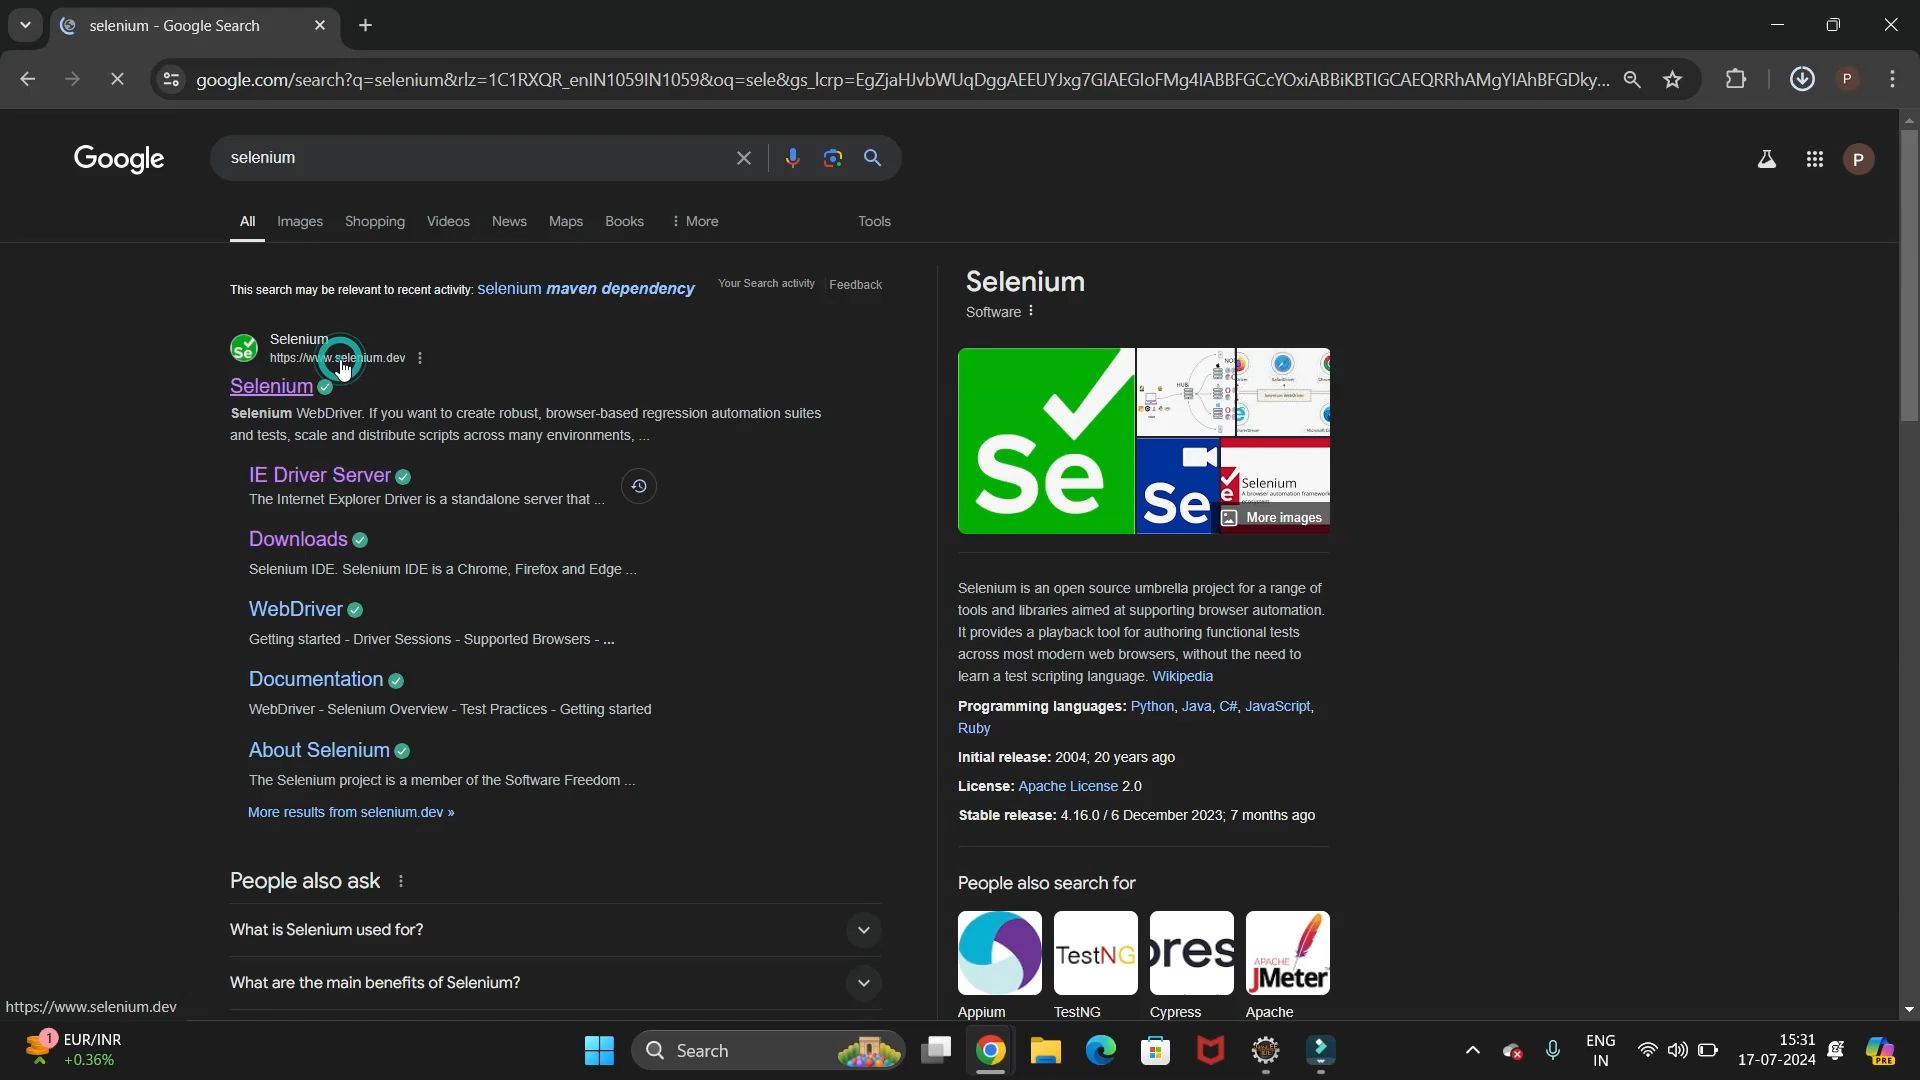 selenium - Google Search
google.com/search?q=selenium&rlz=1C1RXQR_enIN1059IN1059&oq=sele&gs_lcrp=EgZjaHJvbWUqDggAEEUYJxg7GIAEGIoFMg4IABBFGCcYOxiABBiKBTIGCAEQRRhAMgYIAhBFGDky...
P
Google
selenium
P
All Images Shopping Videos News Maps Books More Tools
This search may be relevant to recent activity: selenium maven dependency
Your Search activity Feedback
Selenium
https://www.selenium.dev
Selenium
Selenium WebDriver. If you want to create robust, browser-based regression automation suites
and tests, scale and distribute scripts across many environments, ...
IE Driver Server
The Internet Explorer Driver is a standalone server that ...
Downloads
Selenium IDE. Selenium IDE is a Chrome, Firefox and Edge ...
WebDriver
Getting started - Driver Sessions - Supported Browsers - ...
Documentation
WebDriver - Selenium Overview - Test Practices - Getting started
About Selenium
The Selenium project is a member of the Software Freedom ...
More results from selenium.dev »
People also ask
What is Selenium used for?
What are the main benefits of Selenium?
Selenium
Software
Se
HUB
Se
Selenium
More images
Selenium is an open source umbrella project for a range of
tools and libraries aimed at supporting browser automation.
It provides a playback tool for authoring functional tests
across most modern web browsers, without the need to
learn a test scripting language. Wikipedia
Programming languages: Python, Java, C#, JavaScript,
Ruby
Initial release: 2004; 20 years ago
License: Apache License 2.0
Stable release: 4.16.0 / 6 December 2023; 7 months ago
People also search for
TestNG
pres
APACHE
JMeter
Appium TestNG Cypress Apache
https://www.selenium.dev
1
EUR/INR
+0.36%
Search
ENG
IN
15:31
17-07-2024
PRE